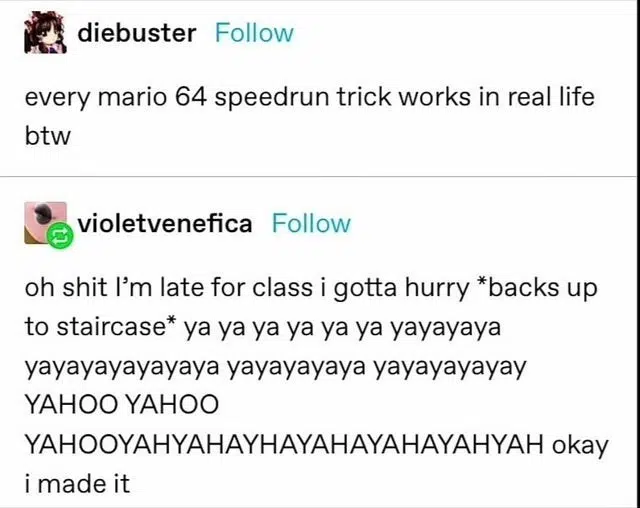 diebuster Follow
every mario 64 speedrun trick works in real life
btw
violetvenefica Follow
oh shit I'm late for class i gotta hurry *backs up
to staircase* ya ya ya ya ya ya yayayaya
yayayayayayaya yayayayaya yayayayayay
YAHOO YAHOO
YAHOOYAHYAHAYHAYAHAYAHAYAHYAH okay
i made it